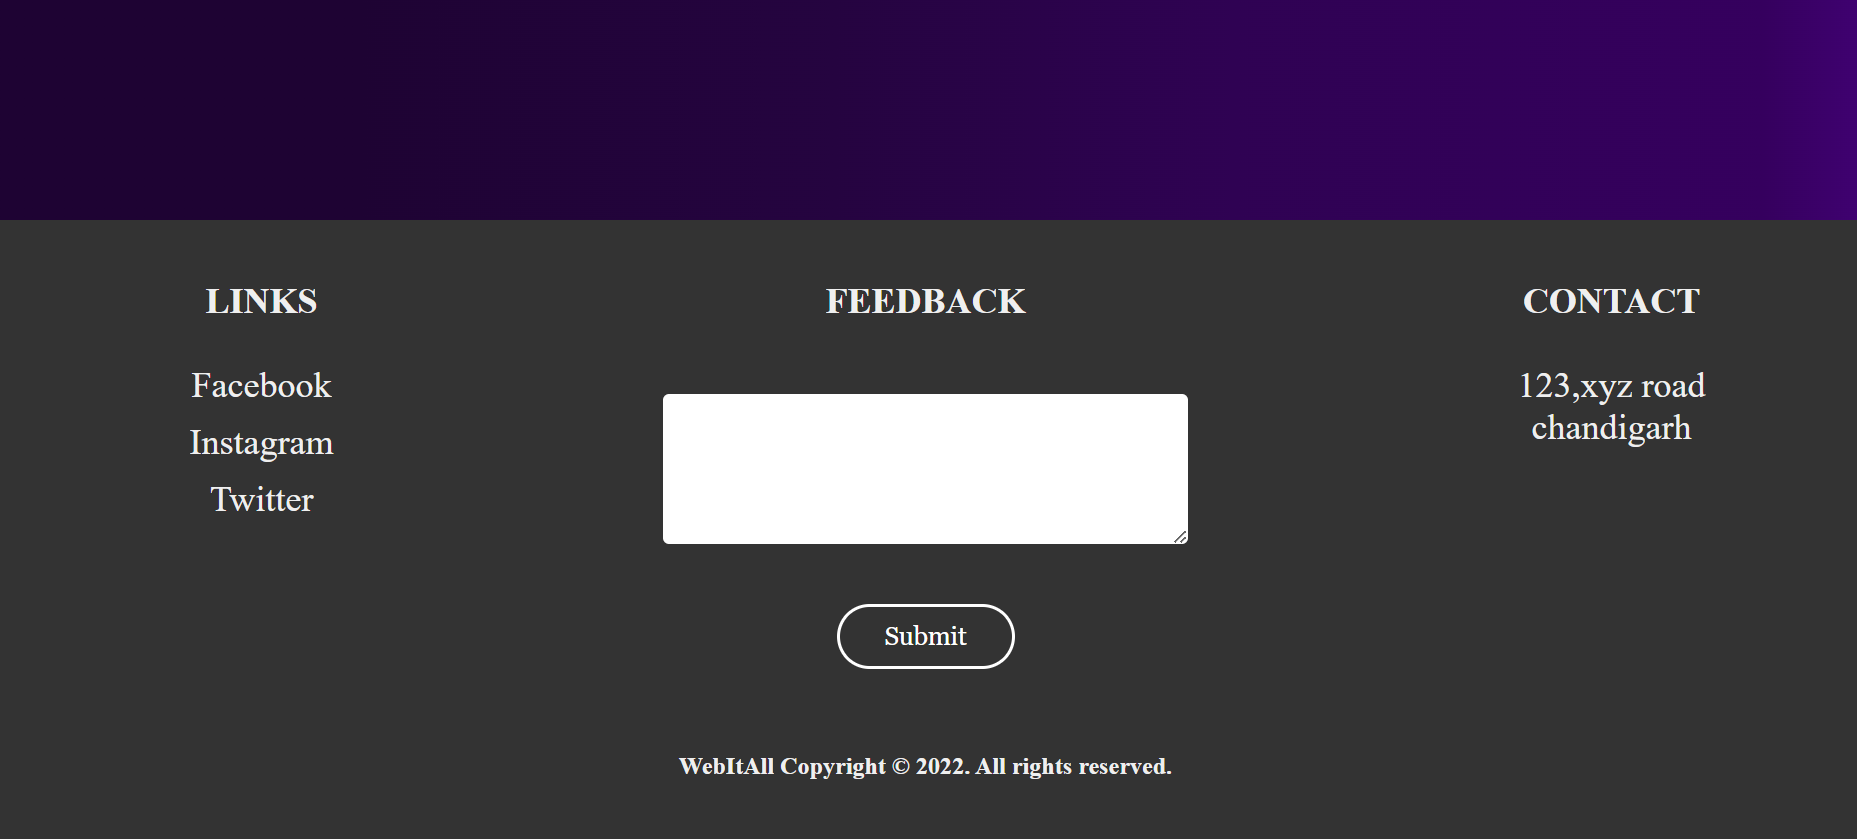 LINKS
Facebook
Instagram
Twitter
FEEDBACK
Submit
CONTACT
123,xyz road
chandigarh
WebItAll Copyright © 2022. All rights reserved.